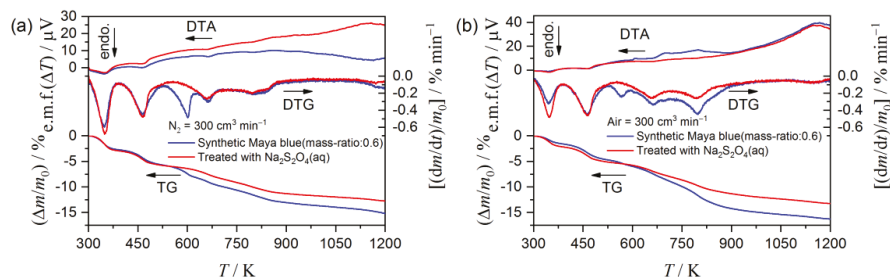 (a)
endo.
DTA
30
20
10
0
e.m.f.(ΔT) / μV
0.0
-0.2
-0.4
-0.6
[(dm/dt)/m0] / % min−1
DTG
N2 = 300 cm3 min−1
Synthetic Maya blue(mass-ratio:0.6)
Treated with Na2S2O4(aq)
0
-5
-10
-15
(Δm/m0) / %
TG
300 450 600 750 900 1050 1200
T / K
(b)
endo.
DTA
40
20
0
e.m.f.(ΔT) / μV
0.0
-0.2
-0.4
-0.6
[(dm/dt)/m0] / % min−1
DTG
Air = 300 cm3 min−1
Synthetic Maya blue(mass-ratio:0.6)
Treated with Na2S2O4(aq)
0
-5
-10
-15
(Δm/m0) / %
TG
300 450 600 750 900 1050 1200
T / K